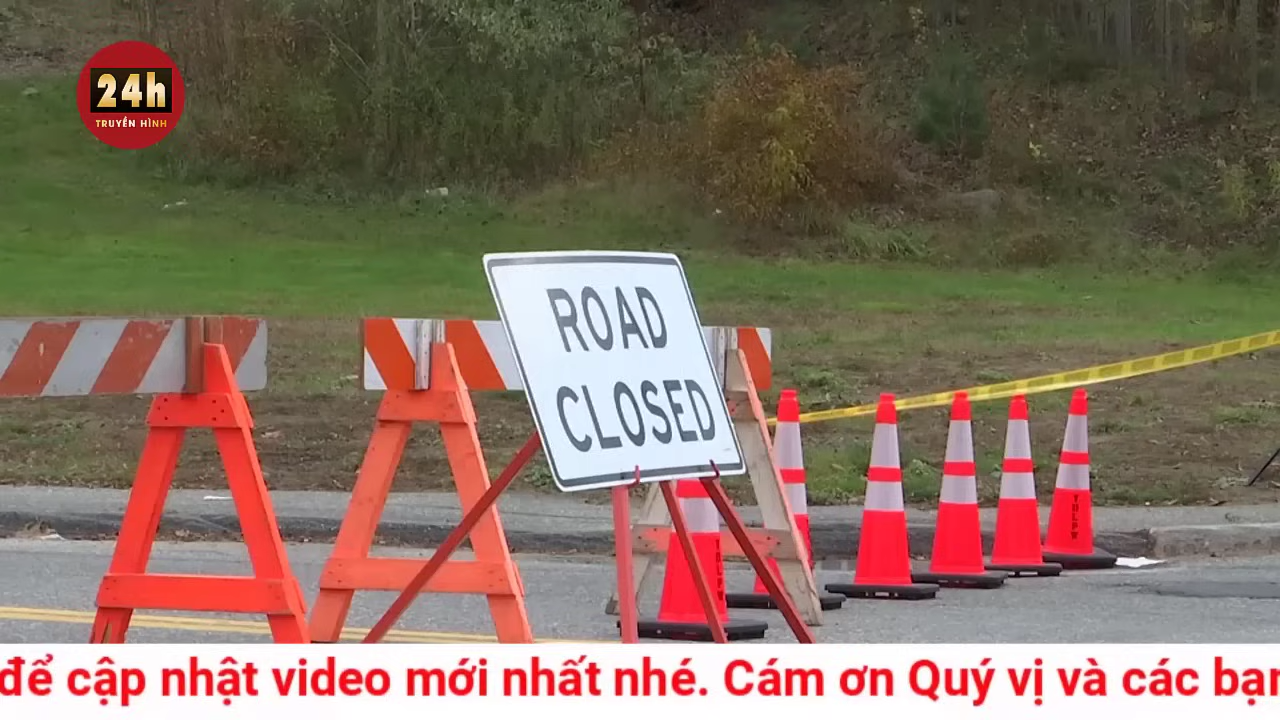 24h
TRUYỀN HÌNH
ROAD
CLOSED
để cập nhật video mới nhất nhé. Cám ơn Quý vị và các bạn